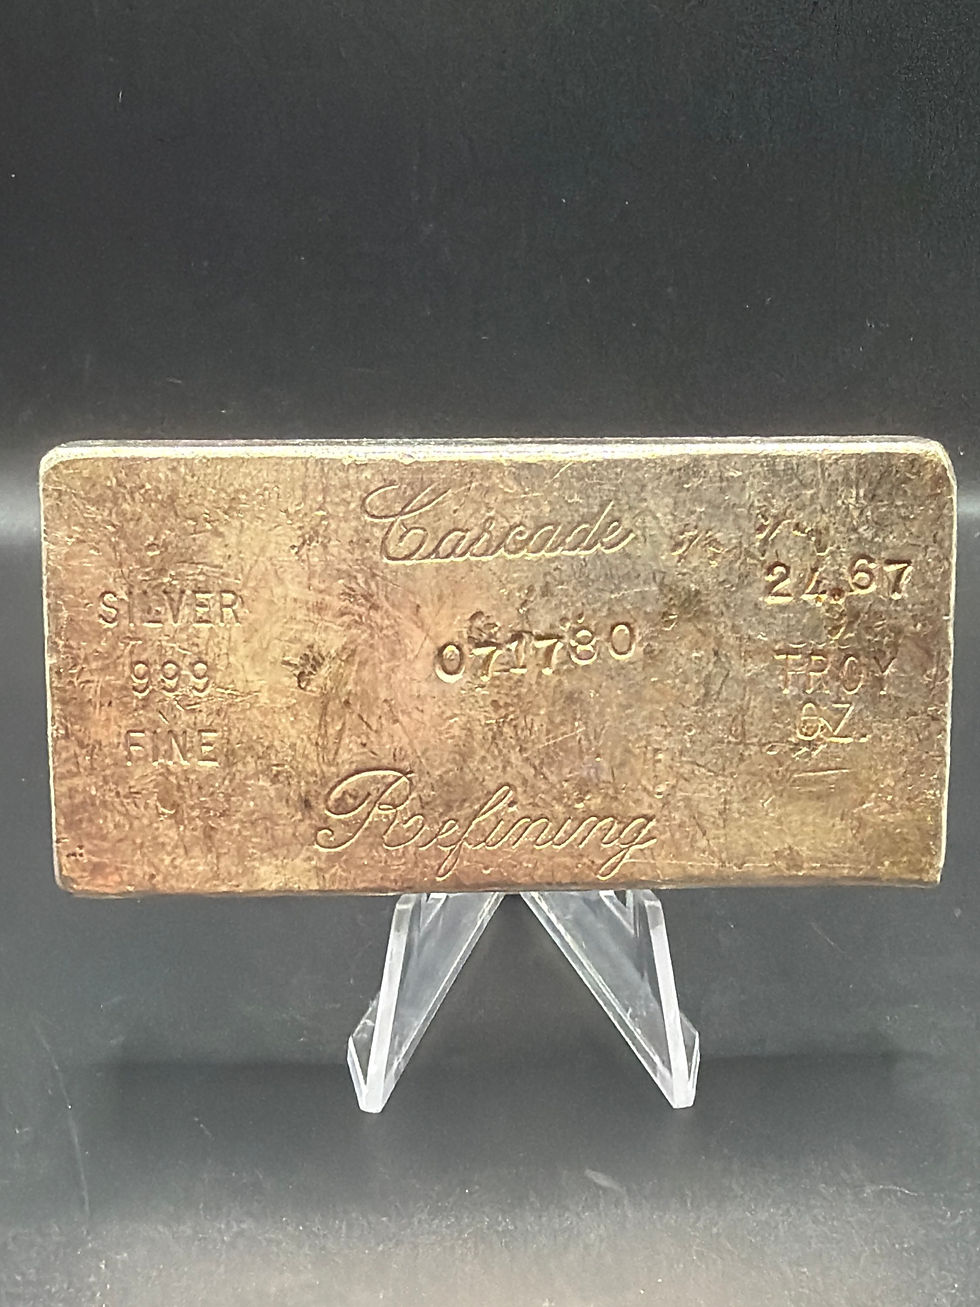 Cascade
SILVER
999
FINE
071780
24.67
TROY
OZ.
Refining